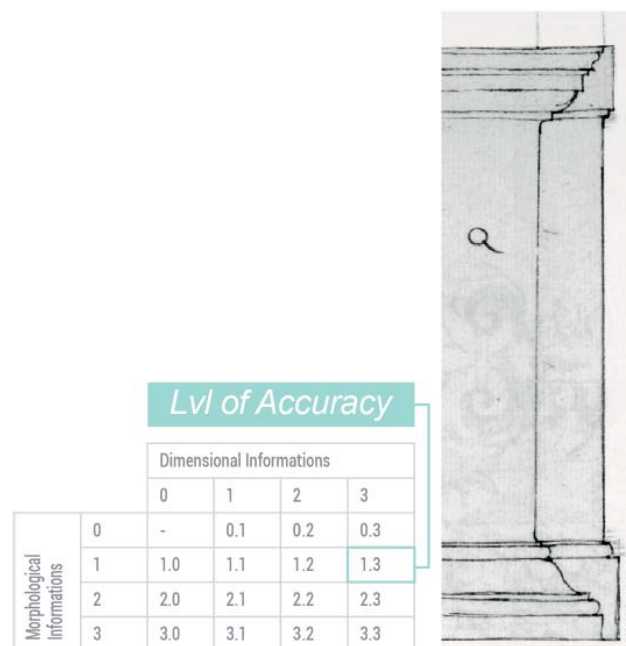 Lvl of Accuracy
Dimensional Informations
0 1 2 3
0 - 0.1 0.2 0.3
1 1.0 1.1 1.2 1.3
2 2.0 2.1 2.2 2.3
3 3.0 3.1 3.2 3.3
Morphological
Informations